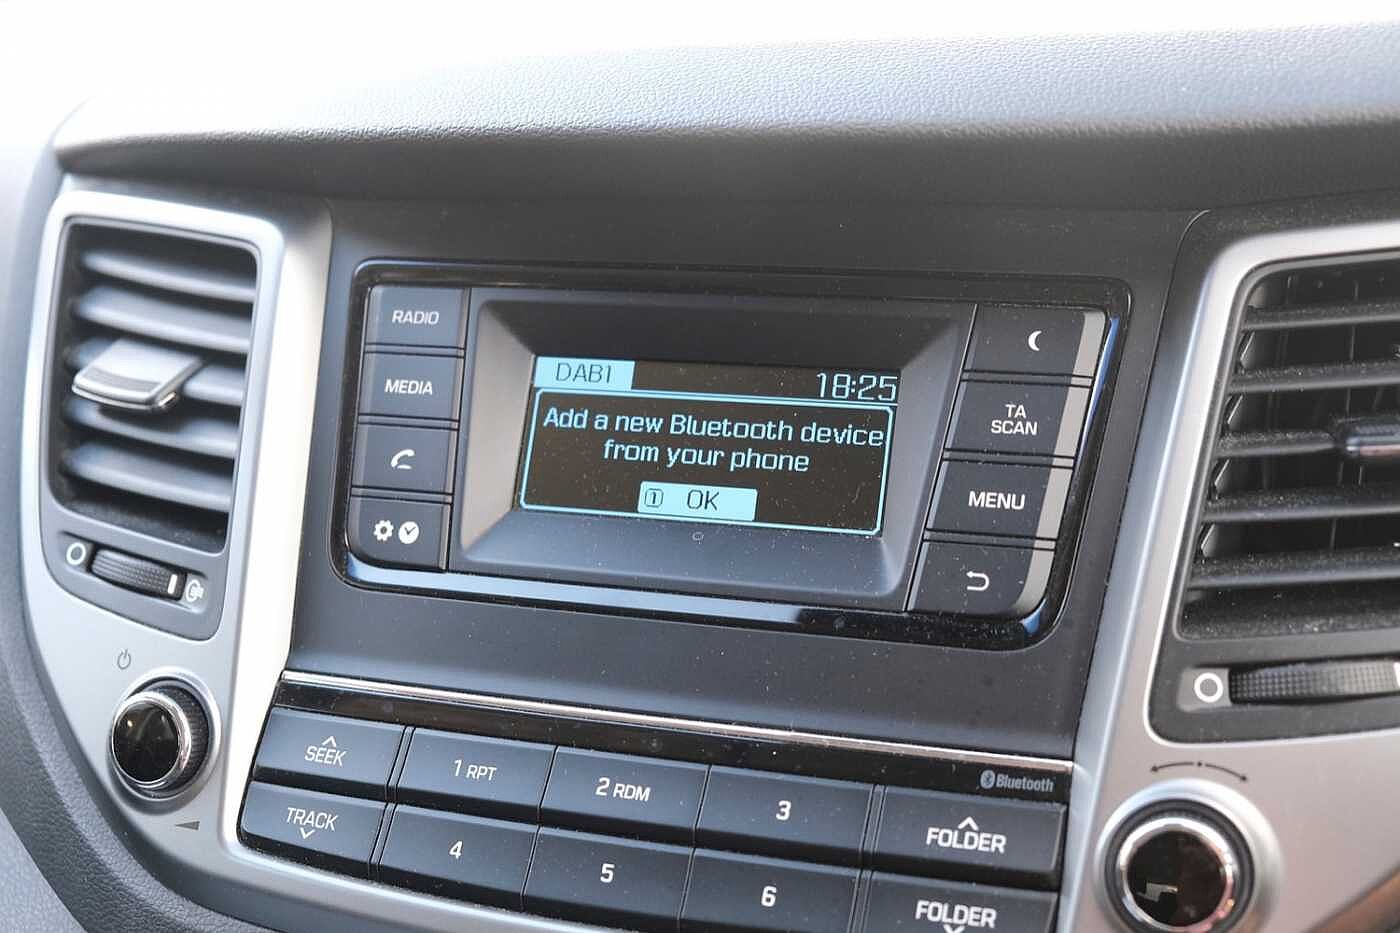 RADIO
MEDIA
DAB1
18:25
Add a new Bluetooth device
from your phone
1 OK
TA
SCAN
MENU
SEEK
TRACK
1 RPT
2 RDM
3
4
5
6
Bluetooth
FOLDER
FOLDER